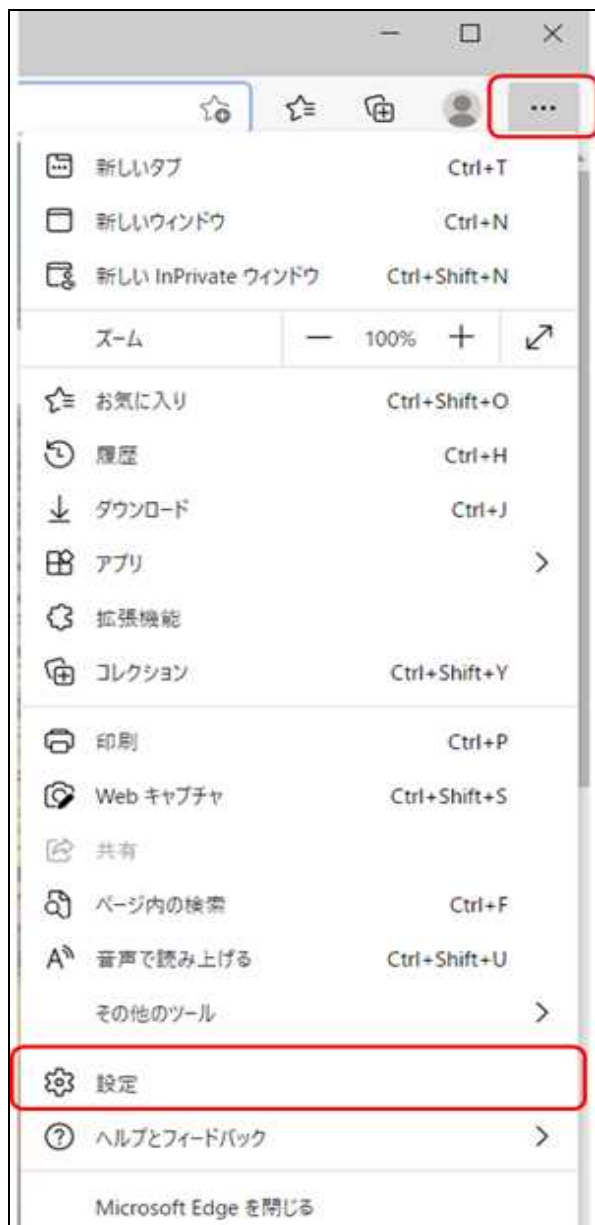 新しいタブ Ctrl+T
新しいウィンドウ Ctrl+N
新しい InPrivate ウィンドウ Ctrl+Shift+N
ズーム 100%
お気に入り Ctrl+Shift+O
履歴 Ctrl+H
ダウンロード Ctrl+J
アプリ
拡張機能
コレクション Ctrl+Shift+Y
印刷 Ctrl+P
Web キャプチャ Ctrl+Shift+S
共有
ページ内の検索 Ctrl+F
音声で読み上げる Ctrl+Shift+U
その他のツール
設定
ヘルプとフィードバック
Microsoft Edge を閉じる